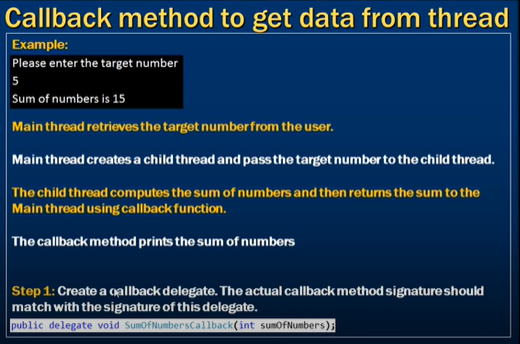 Callback method to get data from thread
Example:
Please enter the target number
5
Sum of numbers is 15
Main thread retrieves the target number from the user.
Main thread creates a child thread and pass the target number to the child thread.
The child thread computes the sum of numbers and then returns the sum to the
Main thread using callback function.
The callback method prints the sum of numbers
Step 1: Create a callback delegate. The actual callback method signature should
match with the signature of this delegate.
public delegate void SumOfNumbersCallback(int sumOfNumbers);